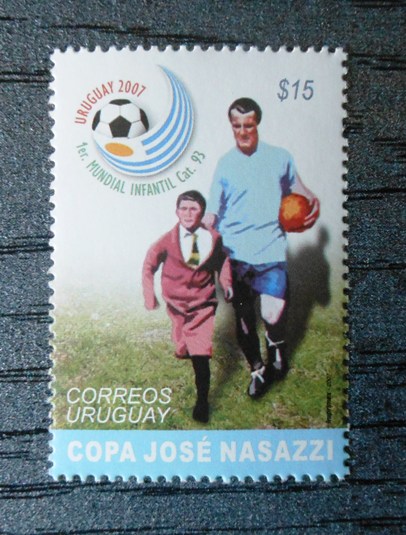 URUGUAY 2007
1er. MUNDIAL INFANTIL Cat. 93
$15
CORREOS
URUGUAY
COPA JOSÉ NASAZZI